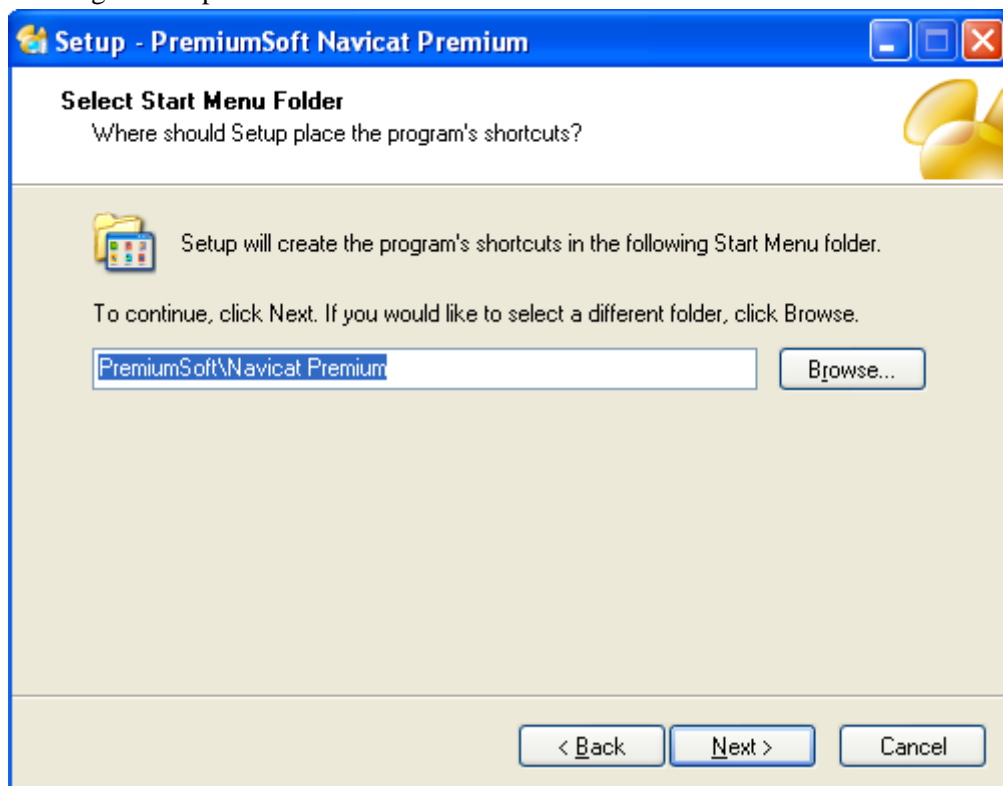 Setup - PremiumSoft Navicat Premium
Select Start Menu Folder
Where should Setup place the program's shortcuts?
Setup will create the program's shortcuts in the following Start Menu folder.
To continue, click Next. If you would like to select a different folder, click Browse.
PremiumSoft\Navicat Premium
Browse...
< Back
Next >
Cancel